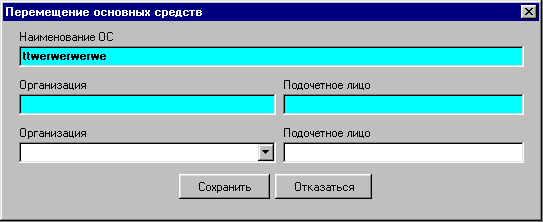 Перемещение основных средств
Наименование ОС
ttwerwerwerwe
Организация Подочетное лицо
Организация Подочетное лицо
Сохранить Отказаться